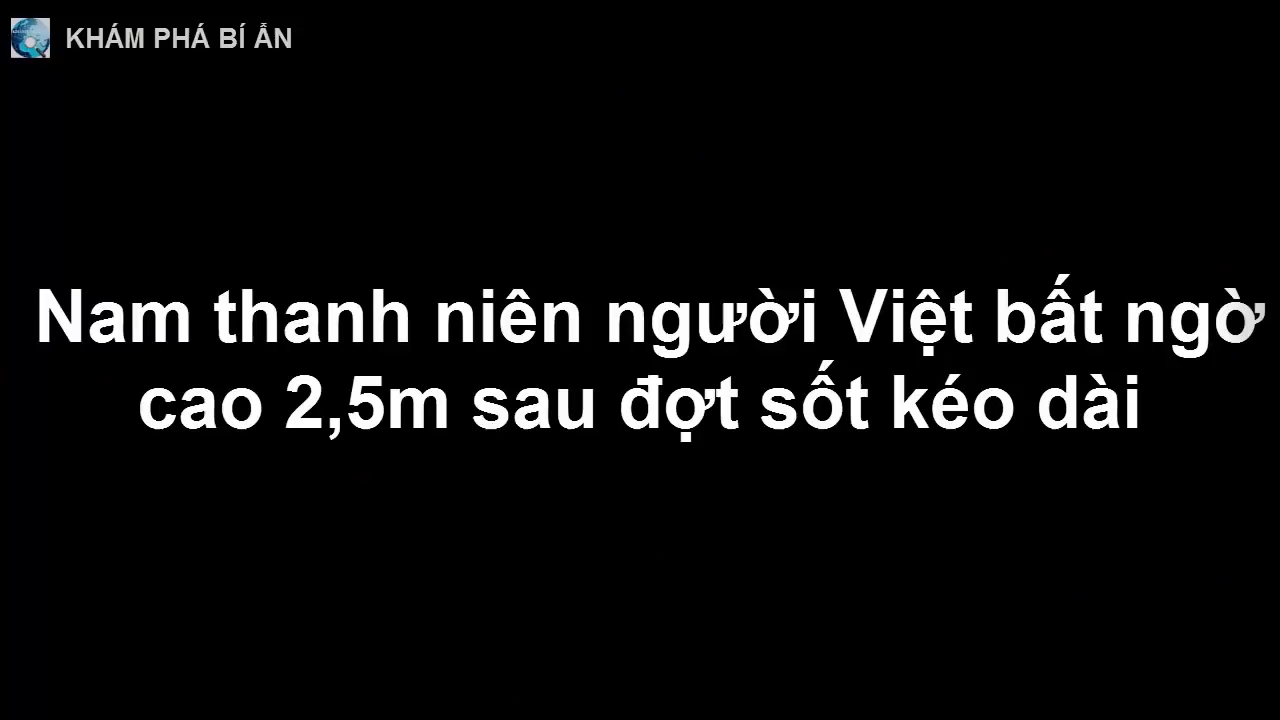 KHÁM PHÁ BÍ ẨN
Nam thanh niên người Việt bất ngờ
cao 2,5m sau đợt sốt kéo dài